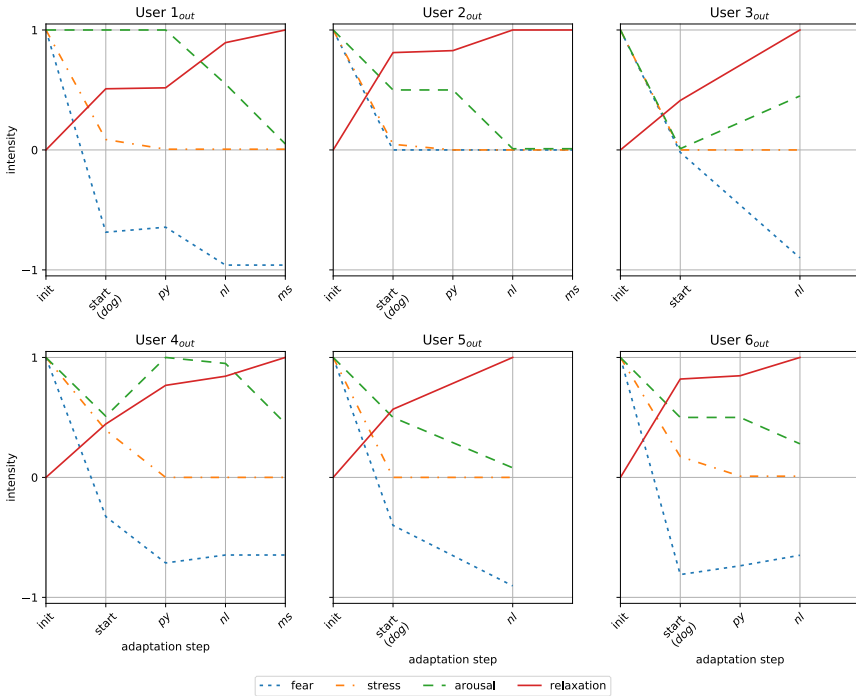 User 1out User 2out User 3out
1
0
−1
intensity
init start (dog) py nl ms
init start (dog) py nl ms
init start nl
User 4out User 5out User 6out
1
0
−1
intensity
init start (dog) py nl ms
init start (dog) nl
init start (dog) py nl
adaptation step adaptation step
fear stress arousal relaxation